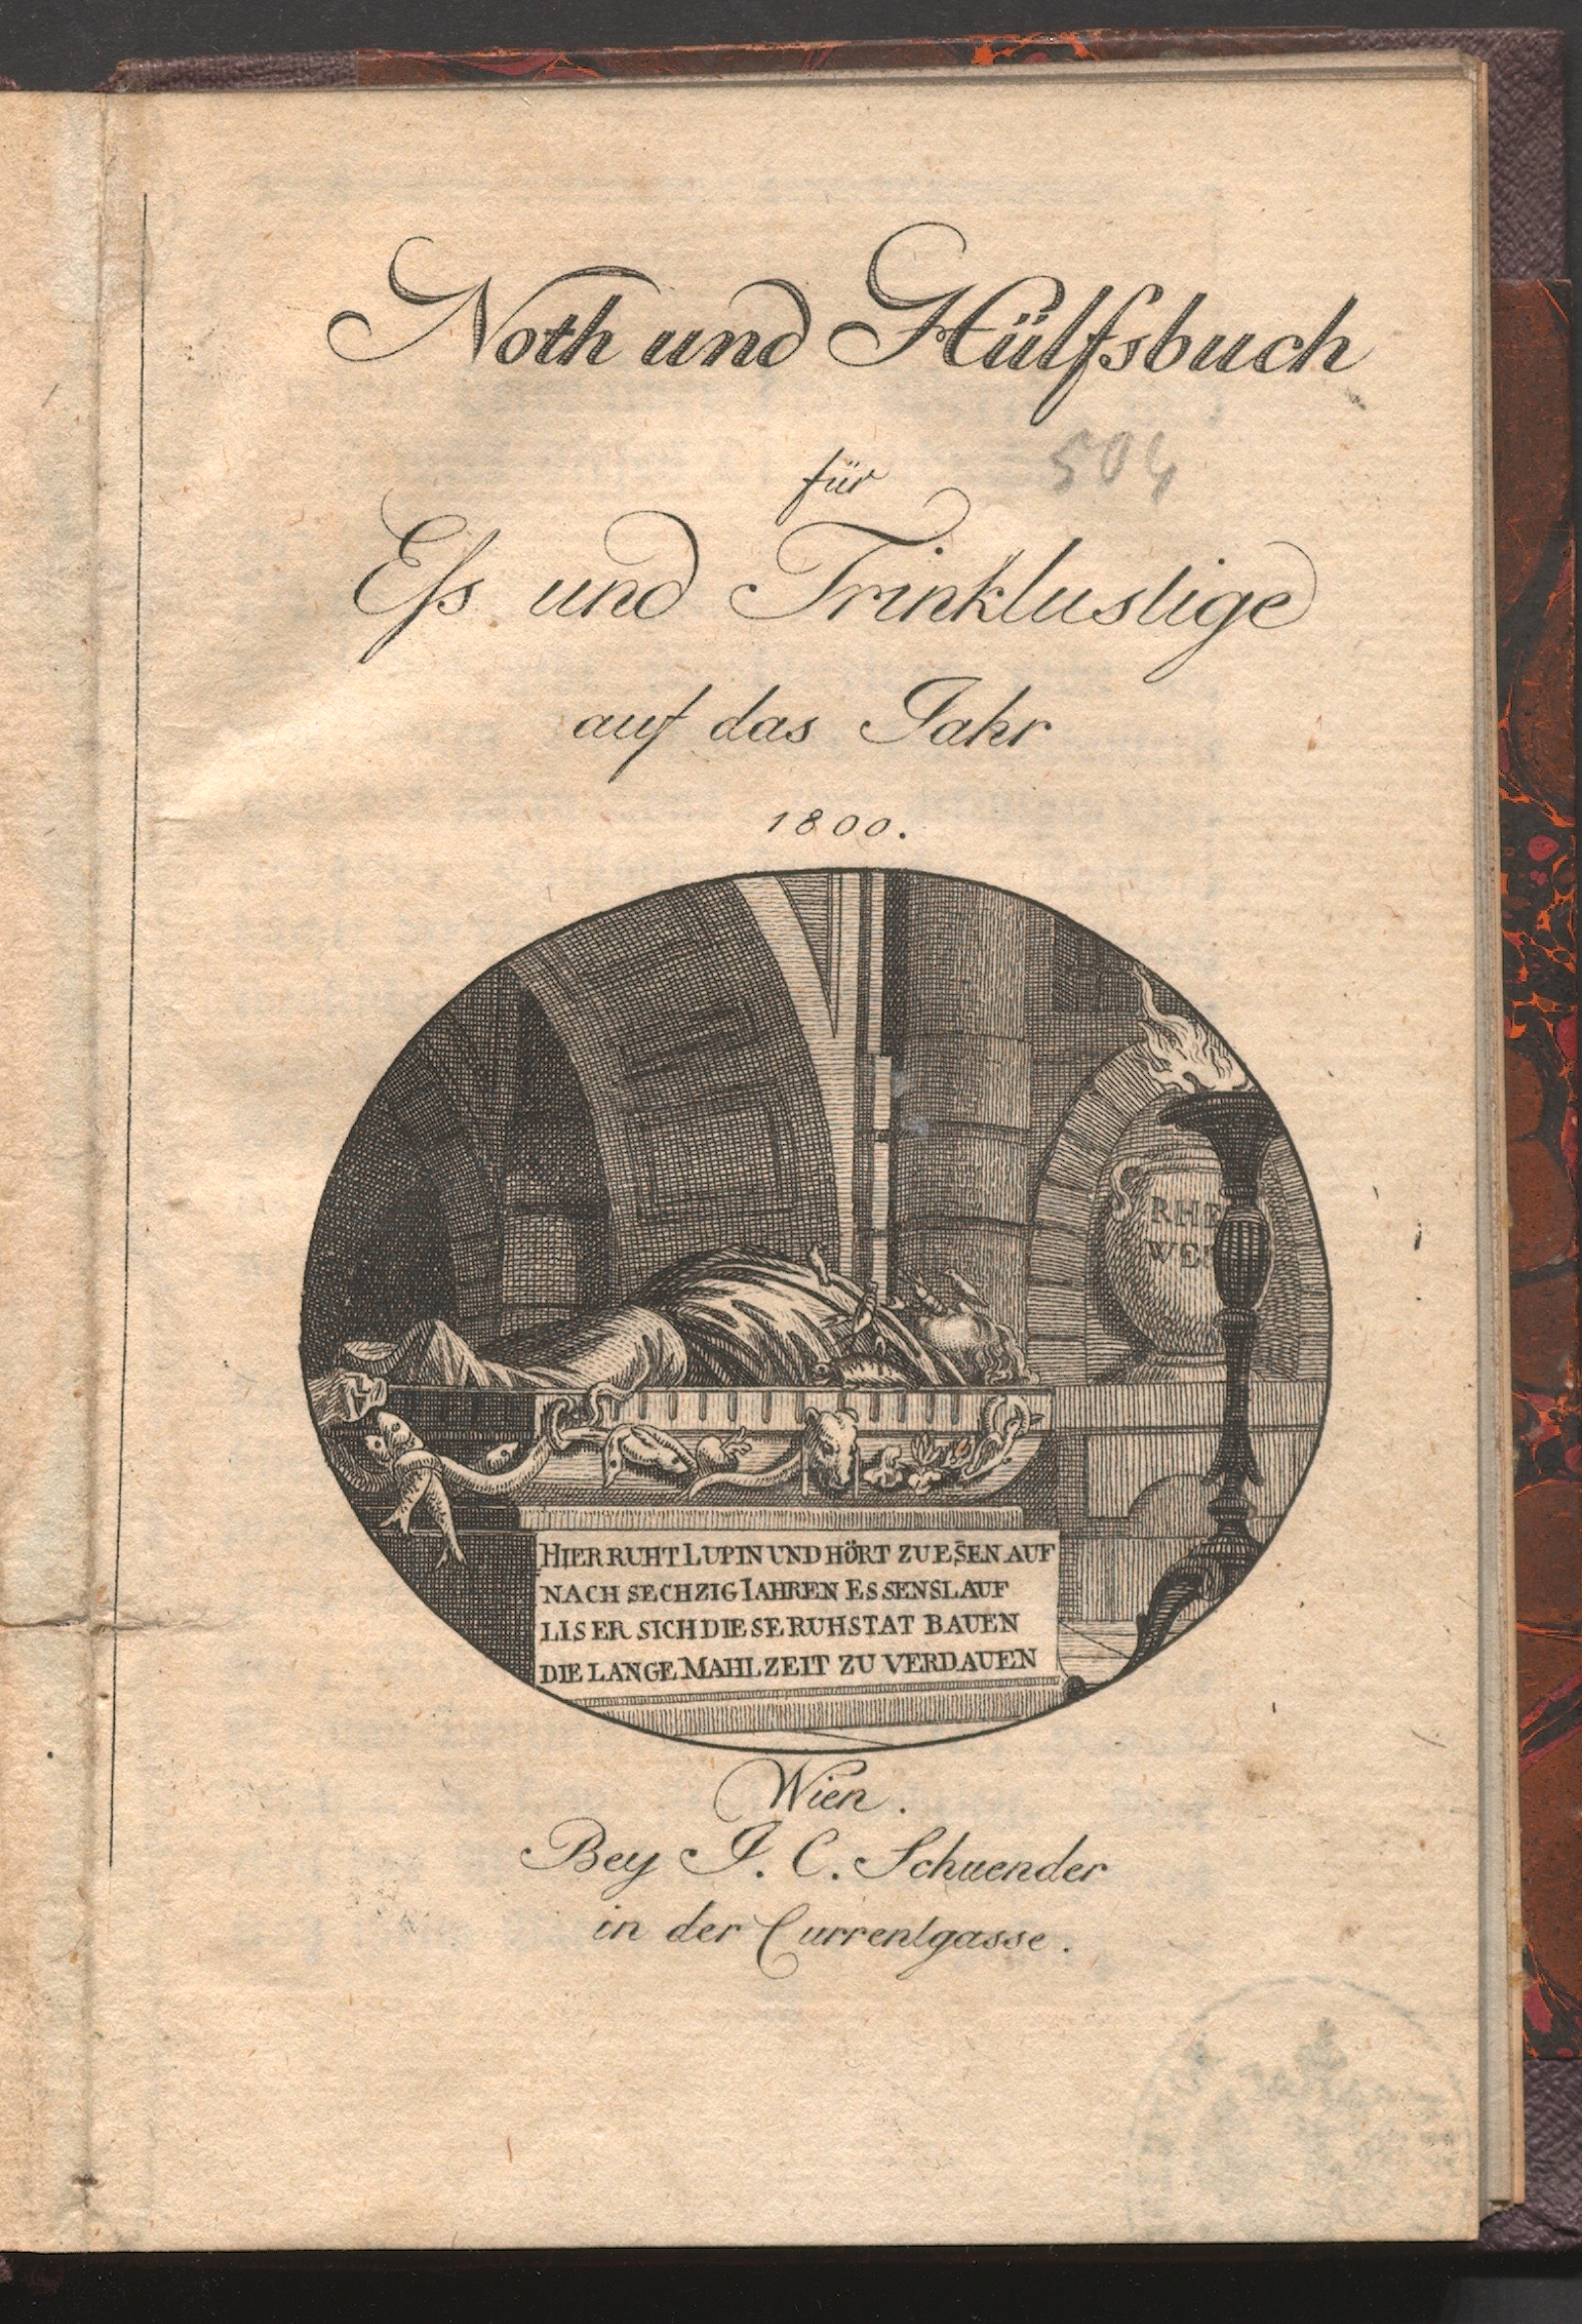 Noth und Hülfsbuch
504
für
Eſs und Trinklustige
auf das Jahr
1800.
RHE
WE
HIER RUHT LUPIN UND HÖRT ZU ES̄EN AUF
NACH SECHZIG IAHREN ESSENSLAUF
LIS ER SICH DIESE RUHSTAT BAUEN
DIE LANGE MAHLZEIT ZU VERDAUEN
Wien.
Bey J. C. Schuender
in der Currentgasse.